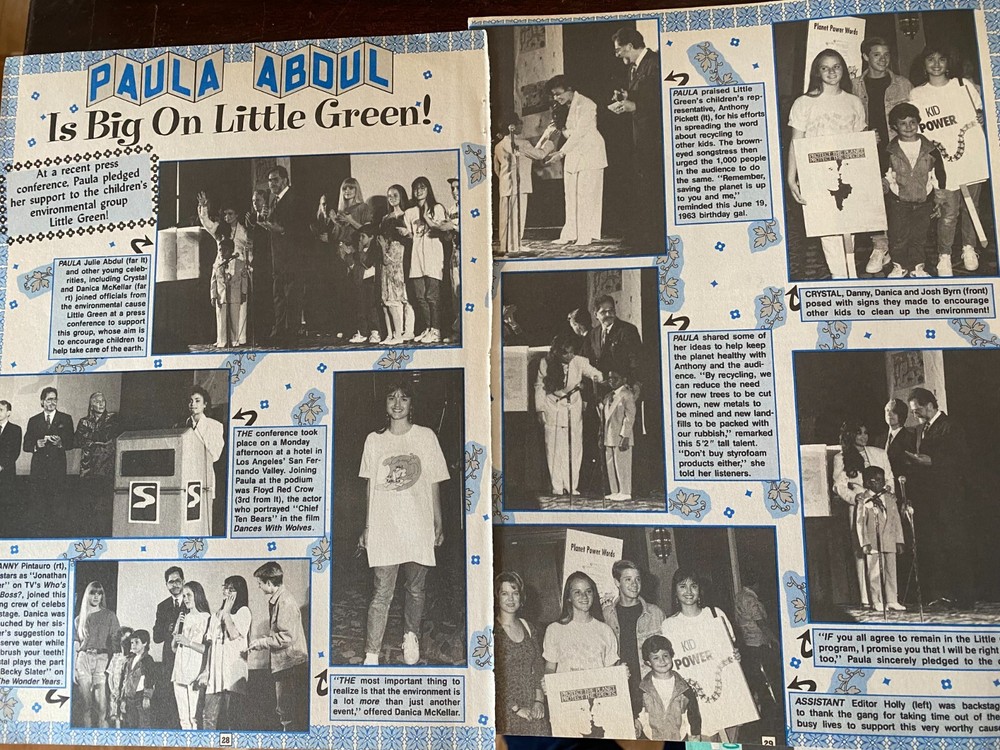 PAULA ABDUL
Is Big On Little Green!
At a recent press
conference, Paula pledged
her support to the children's
environmental group
Little Green!
PAULA Julie Abdul (far lt)
and other young celeb-
rities, including Crystal
and Danica McKellar (far
rt) joined officials from
the environmental cause
Little Green at a press
conference to support
this group, whose aim is
to encourage children to
help take care of the earth.
THE conference took
place on a Monday
afternoon at a hotel in
Los Angeles' San Fer-
nando Valley. Joining
Paula at the podium
was Floyd Red Crow
(3rd from lt), the actor
who portrayed "Chief
Ten Bears" in the film
Dances With Wolves.
S
S
ANNY Pintauro (rt),
stars as "Jonathan
er" on TV's Who's
Boss?, joined this
ng crew of celebs
stage. Danica was
uched by her sis-
er's suggestion to
serve water while
brush your teeth!
stal plays the part
"Becky Slater" on
The Wonder Years.
"THE most important thing to
realize is that the environment is
a lot more than just another
event," offered Danica McKellar.
28
PAULA praised Little
Green's children's rep-
resentative, Anthony
Pickett (lt), for his efforts
in spreading the word
about recycling to
other kids. The brown-
eyed songstress then
urged the 1,000 people
in the audience to do
the same. "Remember,
saving the planet is up
to you and me,"
reminded this June 19,
1963 birthday gal.
Planet Power Words
KID
POWER
PROTECT THE PLANET
PROTECT THE SPECIES
CRYSTAL, Danny, Danica and Josh Byrn (front)
posed with signs they made to encourage
other kids to clean up the environment!
PAULA shared some of
her ideas to help keep
the planet healthy with
Anthony and the audi-
ence. "By recycling, we
can reduce the need
for new trees to be cut
down, new metals to
be mined and new land-
fills to be packed with
our rubbish," remarked
this 5'2" tall talent.
"Don't buy styrofoam
products either," she
told her listeners.
Planet Power Words
KID
POWER
PROTECT THE PLANET
PROTECT THE SPECIES
"IF you all agree to remain in the Little
program, I promise you that I will be right
too," Paula sincerely pledged to the
ASSISTANT Editor Holly (left) was backstag
to thank the gang for taking time out of the
busy lives to support this very worthy caus
29